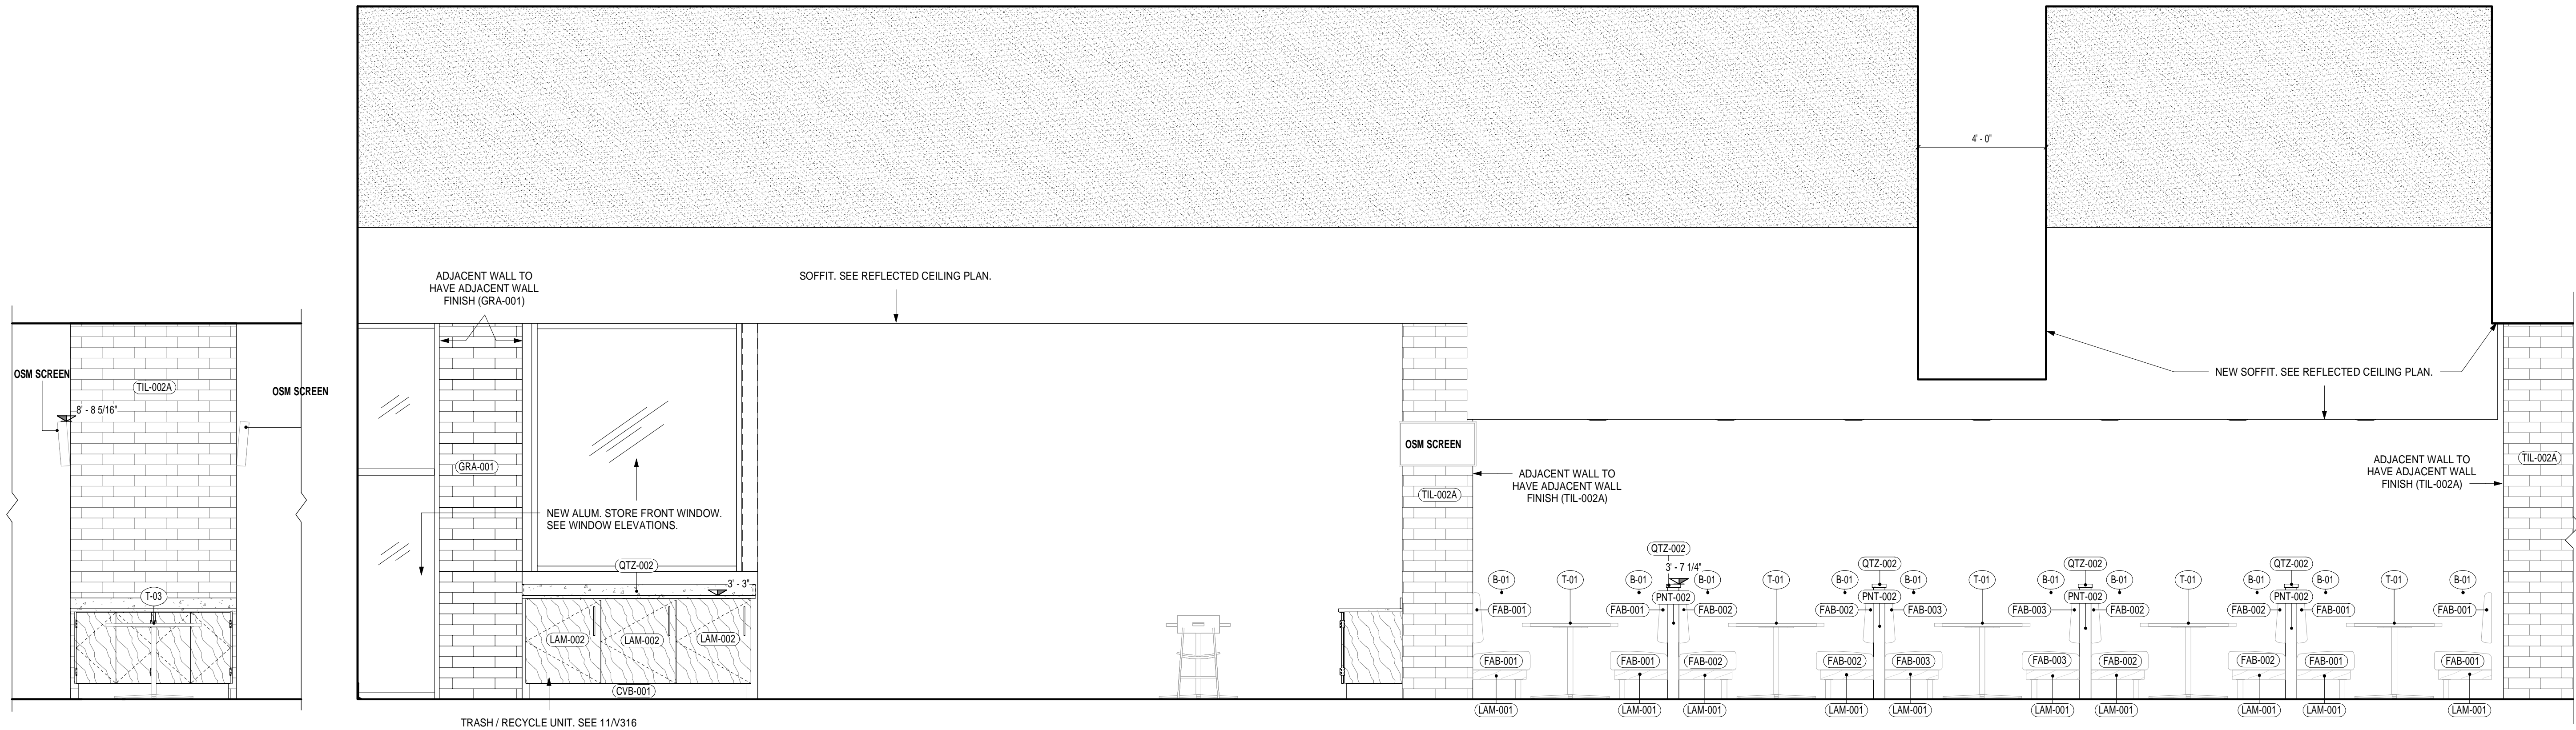 4' - 0"
ADJACENT WALL TO
HAVE ADJACENT WALL
FINISH (GRA-001)
SOFFIT. SEE REFLECTED CEILING PLAN.
OSM SCREEN
TIL-002A
OSM SCREEN
8' - 8 5/16"
T-03
GRA-001
NEW ALUM. STORE FRONT WINDOW.
SEE WINDOW ELEVATIONS.
QTZ-002
3' - 3"
LAM-002
LAM-002
LAM-002
CVB-001
TRASH / RECYCLE UNIT. SEE 11/V316
NEW SOFFIT. SEE REFLECTED CEILING PLAN.
OSM SCREEN
TIL-002A
ADJACENT WALL TO
HAVE ADJACENT WALL
FINISH (TIL-002A)
ADJACENT WALL TO
HAVE ADJACENT WALL
FINISH (TIL-002A)
TIL-002A
QTZ-002
3' - 7 1/4"
QTZ-002
QTZ-002
QTZ-002
B-01
T-01
B-01
B-01
T-01
B-01
B-01
T-01
B-01
B-01
T-01
B-01
B-01
T-01
B-01
PNT-002
PNT-002
PNT-002
PNT-002
FAB-001
FAB-001
FAB-002
FAB-002
FAB-003
FAB-003
FAB-002
FAB-002
FAB-001
FAB-001
FAB-001
FAB-001
FAB-002
FAB-002
FAB-003
FAB-003
FAB-002
FAB-002
FAB-001
FAB-001
LAM-001
LAM-001
LAM-001
LAM-001
LAM-001
LAM-001
LAM-001
LAM-001
LAM-001
LAM-001